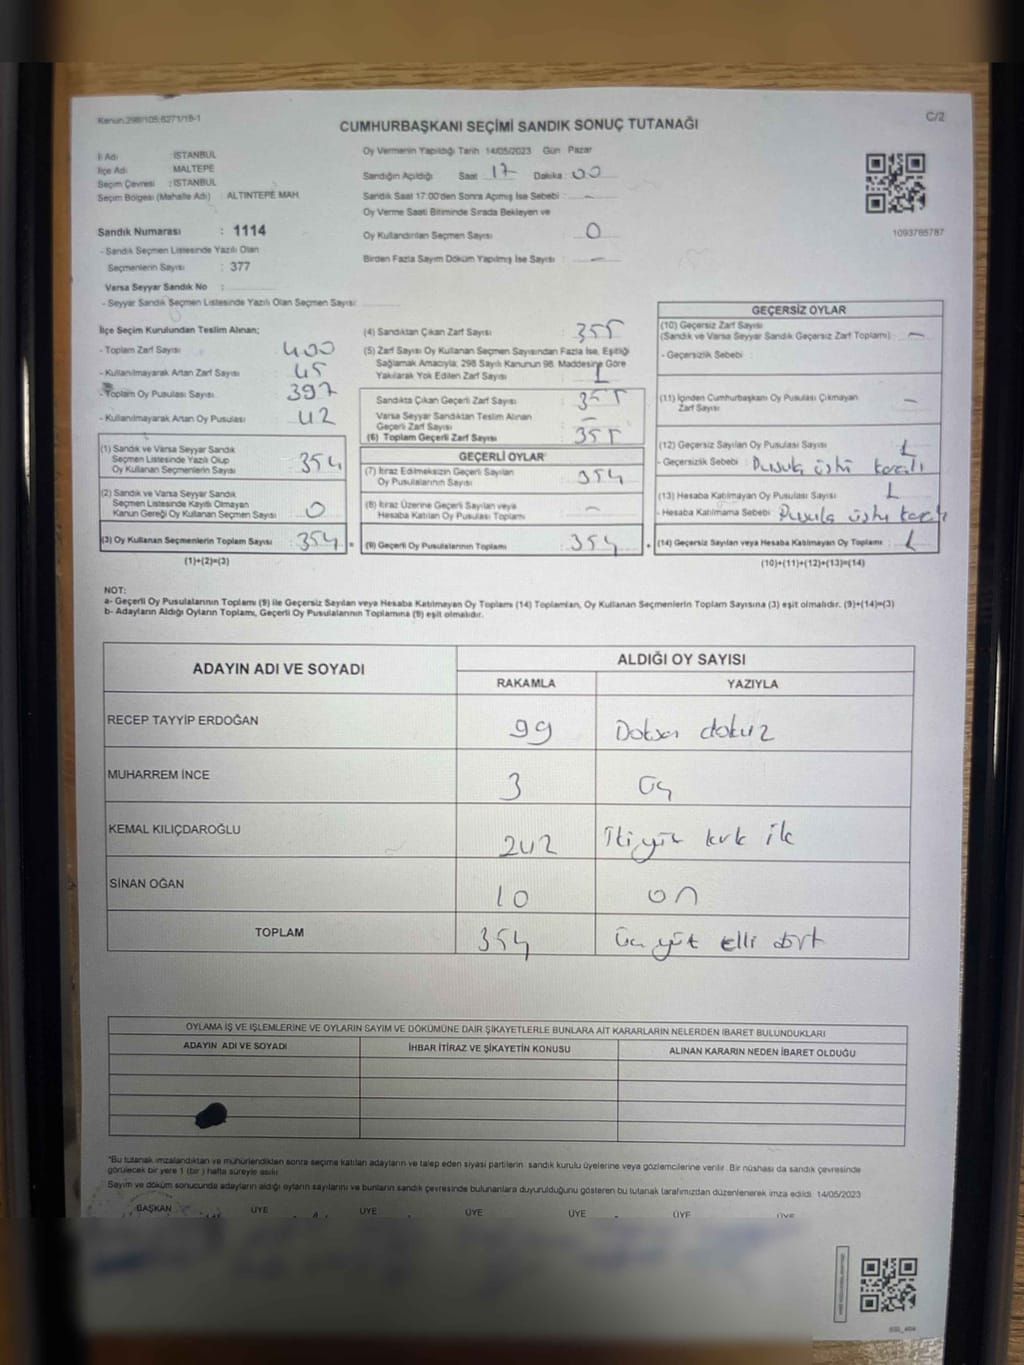 Kanun:298/105;6271/18-1
C/2
CUMHURBAŞKANI SEÇİMİ SANDIK SONUÇ TUTANAĞI
İl Adı : İSTANBUL
İlçe Adı : MALTEPE
Seçim Çevresi : İSTANBUL
Seçim Bölgesi (Mahalle Adı) : ALTINTEPE MAH.
Sandık Numarası : 1114
- Sandık Seçmen Listesinde Yazılı Olan
Seçmenlerin Sayısı : 377
Varsa Seyyar Sandık No :
- Seyyar Sandık Seçmen Listesinde Yazılı Olan Seçmen Sayısı:
Oy Vermenin Yapıldığı Tarih 14/05/2023 Gün Pazar
Sandığın Açıldığı Saat 17 Dakika : 00
Sandık Saat 17:00'den Sonra Açılmış İse Sebebi : -
Oy Verme Saati Bitiminde Sırada Bekleyen ve
Oy Kullandırılan Seçmen Sayısı : 0
Birden Fazla Sayım Döküm Yapılmış İse Sayısı : -
1093785787
İlçe Seçim Kurulundan Teslim Alınan;
- Toplam Zarf Sayısı : 400
- Kullanılmayarak Artan Zarf Sayısı : 45
- Toplam Oy Pusulası Sayısı : 397
- Kullanılmayarak Artan Oy Pusulası : 42
(1) Sandık ve Varsa Seyyar Sandık
Seçmen Listesinde Yazılı Olup
Oy Kullanan Seçmenlerin Sayısı : 354
(2) Sandık ve Varsa Seyyar Sandık
Seçmen Listesinde Kayıtlı Olmayan
Kanun Gereği Oy Kullanan Seçmen Sayısı : 0
(3) Oy Kullanan Seçmenlerin Toplam Sayısı : 354 =
(1)+(2)=(3)
(4) Sandıktan Çıkan Zarf Sayısı : 355
(5) Zarf Sayısı Oy Kullanan Seçmen Sayısından Fazla İse, Eşitliği
Sağlamak Amacıyla; 298 Sayılı Kanunun 98. Maddesine Göre
Yakılarak Yok Edilen Zarf Sayısı : 1
Sandıkta Çıkan Geçerli Zarf Sayısı : 355
Varsa Seyyar Sandıktan Teslim Alınan
Geçerli Zarf Sayısı : -
(6) Toplam Geçerli Zarf Sayısı : 355
GEÇERLİ OYLAR
(7) İtiraz Edilmeksizin Geçerli Sayılan
Oy Pusulalarının Sayısı : 354
(8) İtiraz Üzerine Geçerli Sayılan veya
Hesaba Katılan Oy Pusulası Toplamı : -
(9) Geçerli Oy Pusulalarının Toplamı : 354 +
GEÇERSİZ OYLAR
(10) Geçersiz Zarf Sayısı
(Sandık ve Varsa Seyyar Sandık Geçersiz Zarf Toplamı) : -
- Geçersizlik Sebebi :
(11) İçinden Cumhurbaşkanı Oy Pusulası Çıkmayan
Zarf Sayısı : -
(12) Geçersiz Sayılan Oy Pusulası Sayısı : 1
- Geçersizlik Sebebi : Pusula üstü
(13) Hesaba Katılmayan Oy Pusulası Sayısı : 1
- Hesaba Katılmama Sebebi : Pusula üstü
(14) Geçersiz Sayılan veya Hesaba Katılmayan Oy Toplamı : 1
(10)+(11)+(12)+(13)=(14)
NOT:
a- Geçerli Oy Pusulalarının Toplamı (9) ile Geçersiz Sayılan veya Hesaba Katılmayan Oy Toplamı (14) Toplamları, Oy Kullanan Seçmenlerin Toplam Sayısına (3) eşit olmalıdır. (9)+(14)=(3)
b- Adayların Aldığı Oyların Toplamı, Geçerli Oy Pusulalarının Toplamına (9) eşit olmalıdır.
ADAYIN ADI VE SOYADI
ALDIĞI OY SAYISI
RAKAMLA YAZIYLA
RECEP TAYYİP ERDOĞAN 99 Doksan dokuz
MUHARREM İNCE 3 Üç
KEMAL KILIÇDAROĞLU 242 İkiyüz kırk iki
SİNAN OĞAN 10 on
TOPLAM 354 Üç yüz elli dört
OYLAMA İŞ VE İŞLEMLERİNE VE OYLARIN SAYIM VE DÖKÜMÜNE DAİR ŞİKAYETLERLE BUNLARA AİT KARARLARIN NELERDEN İBARET BULUNDUKLARI
ADAYIN ADI VE SOYADI İHBAR İTİRAZ VE ŞİKAYETİN KONUSU ALINAN KARARIN NEDEN İBARET OLDUĞU
*Bu tutanak imzalandıktan ve mühürlendikten sonra seçime katılan adayların ve talep eden siyasi partilerin sandık kurulu üyelerine veya gözlemcilerine verilir. Bir nüshası da sandık çevresinde
görülecek bir yere 1 (bir) hafta süreyle asılır.
Sayım ve döküm sonucunda adayların aldığı oyların sayılarını ve bunların sandık çevresinde bulunanlara duyurulduğunu gösteren bu tutanak tarafımızdan düzenlenerek imza edildi. 14/05/2023
BAŞKAN ÜYE ÜYE ÜYE ÜYE ÜYE ÜYE